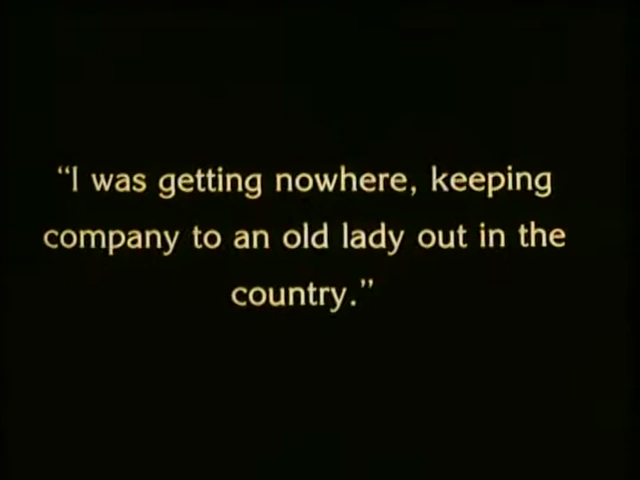 “I was getting nowhere, keeping
company to an old lady out in the
country.”